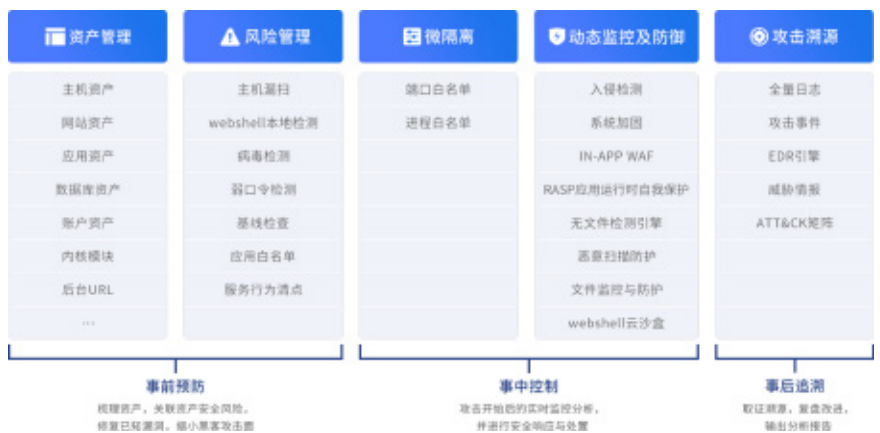 资产管理
主机资产
网站资产
应用资产
数据库资产
账户资产
内核模块
后台URL
...
风险管理
主机漏扫
webshell本地检测
病毒检测
弱口令检测
基线检查
应用白名单
服务行为清点
微隔离
端口白名单
进程白名单
动态监控及防御
入侵检测
系统加固
IN-APP WAF
RASP应用运行时自我保护
无文件检测引擎
恶意扫描防护
文件监控与防护
webshell云沙盒
攻击溯源
全量日志
攻击事件
EDR引擎
威胁情报
ATT&CK矩阵
事前预防
梳理资产，关联资产安全风险，
修复已知漏洞，缩小黑客攻击面
事中控制
攻击开始后的实时监控分析，
并进行安全响应与处置
事后追溯
取证溯源，复盘改进，
输出分析报告